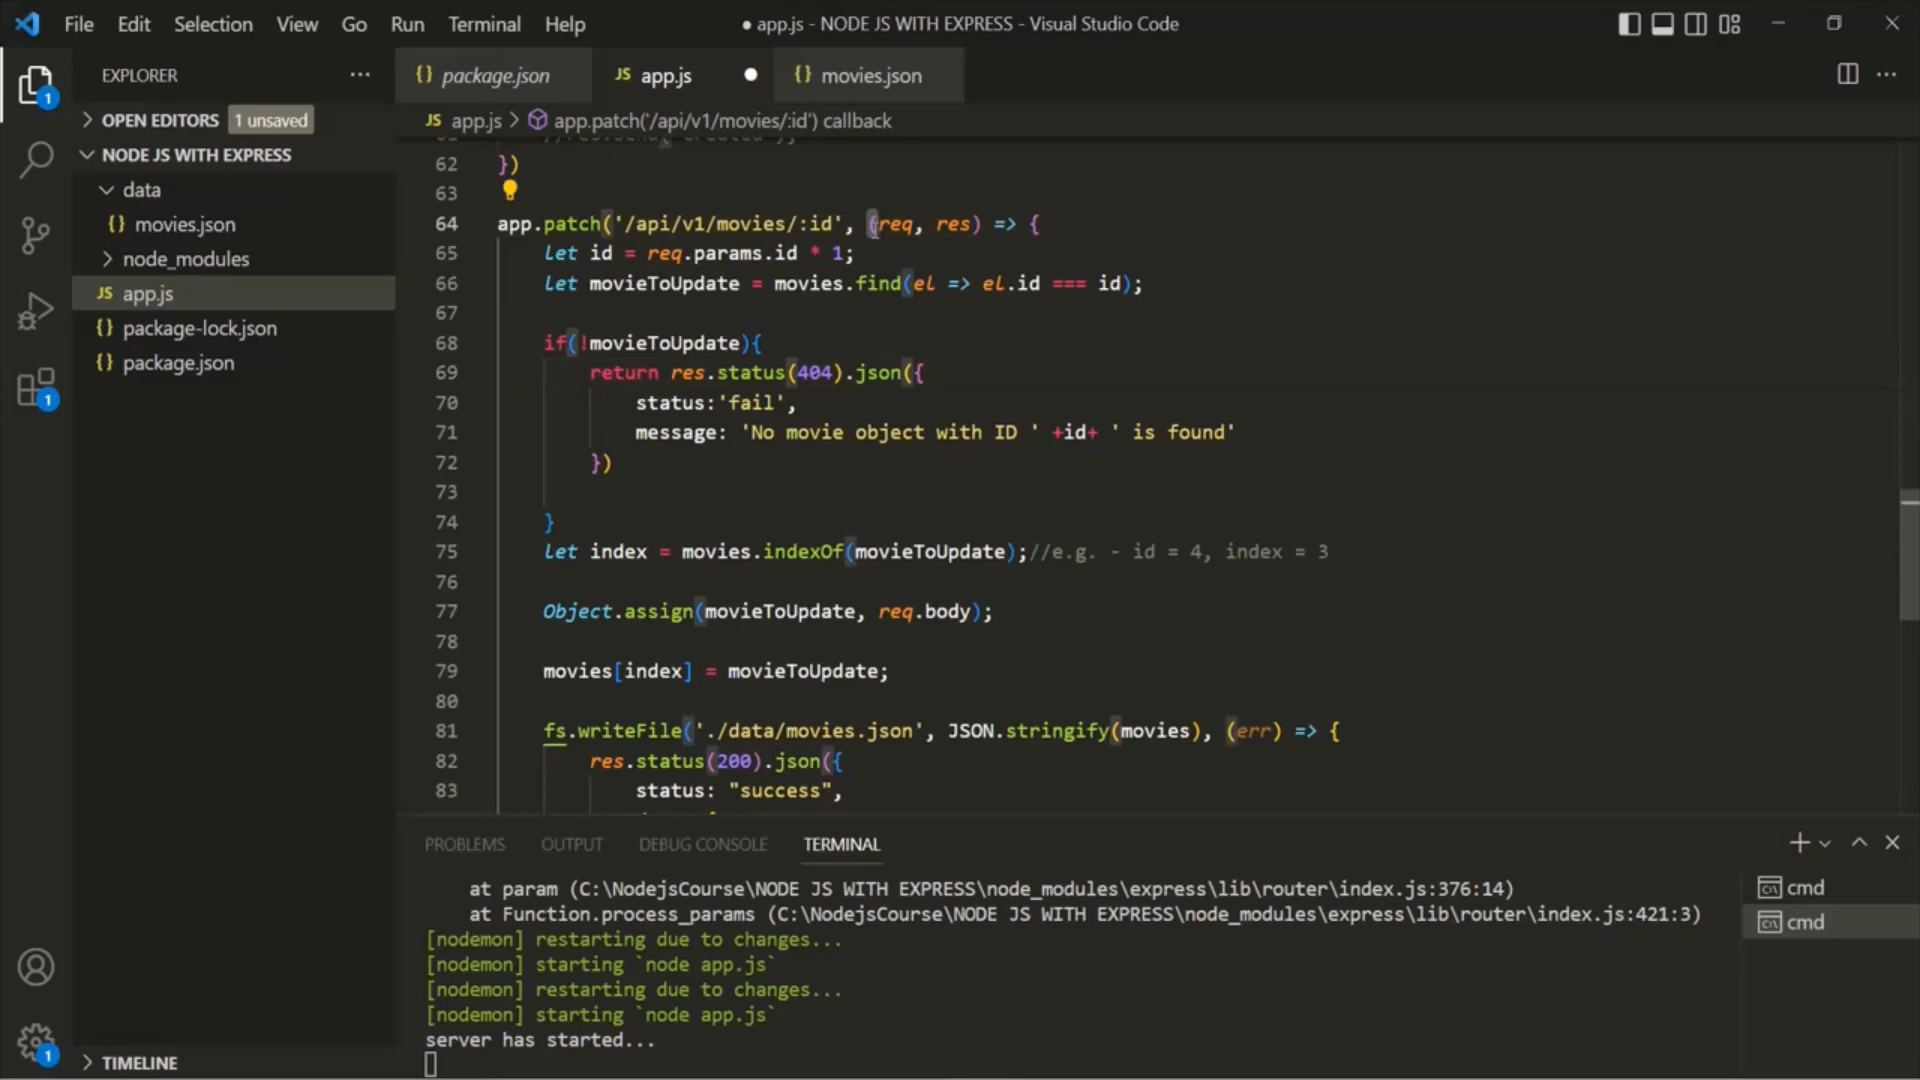 File Edit Selection View Go Run Terminal Help
● app.js - NODE JS WITH EXPRESS - Visual Studio Code
EXPLORER
{} package.json
JS app.js
{} movies.json
OPEN EDITORS 1 unsaved
JS app.js > app.patch('/api/v1/movies/:id') callback
NODE JS WITH EXPRESS
data
{} movies.json
node_modules
JS app.js
{} package-lock.json
{} package.json
62 })
63
64 app.patch('/api/v1/movies/:id', (req, res) => {
65 let id = req.params.id * 1;
66 let movieToUpdate = movies.find(el => el.id === id);
67
68 if(!movieToUpdate){
69 return res.status(404).json({
70 status:'fail',
71 message: 'No movie object with ID ' +id+ ' is found'
72 })
73
74 }
75 let index = movies.indexOf(movieToUpdate);//e.g. - id = 4, index = 3
76
77 Object.assign(movieToUpdate, req.body);
78
79 movies[index] = movieToUpdate;
80
81 fs.writeFile('./data/movies.json', JSON.stringify(movies), (err) => {
82 res.status(200).json({
83 status: "success",
PROBLEMS OUTPUT DEBUG CONSOLE TERMINAL
at param (C:\NodejsCourse\NODE JS WITH EXPRESS\node_modules\express\lib\router\index.js:376:14)
at Function.process_params (C:\NodejsCourse\NODE JS WITH EXPRESS\node_modules\express\lib\router\index.js:421:3)
[nodemon] restarting due to changes...
[nodemon] starting `node app.js`
[nodemon] restarting due to changes...
[nodemon] starting `node app.js`
server has started...
cmd
cmd
1
1
1
TIMELINE